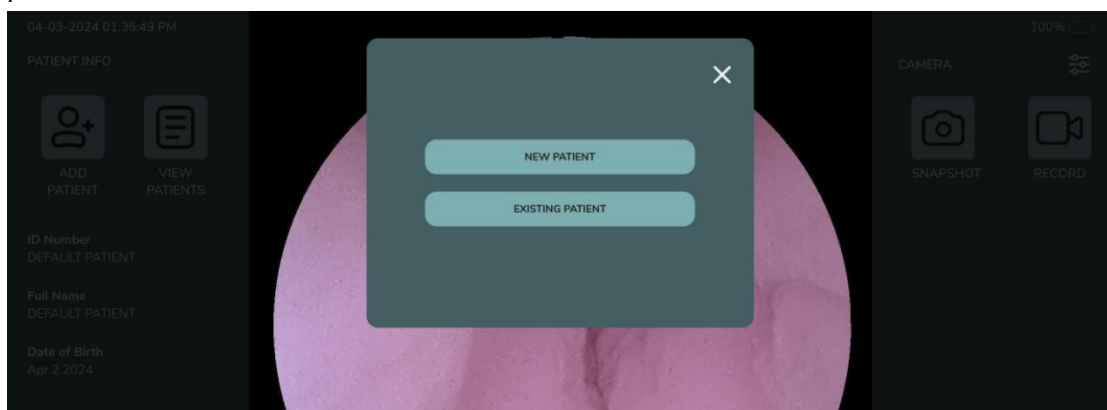 04-03-2024 01:35:49 PM
100%
PATIENT INFO
CAMERA
ADD
PATIENT
VIEW
PATIENTS
SNAPSHOT
RECORD
NEW PATIENT
EXISTING PATIENT
ID Number
DEFAULT PATIENT
Full Name
DEFAULT PATIENT
Date of Birth
Apr 2 2024